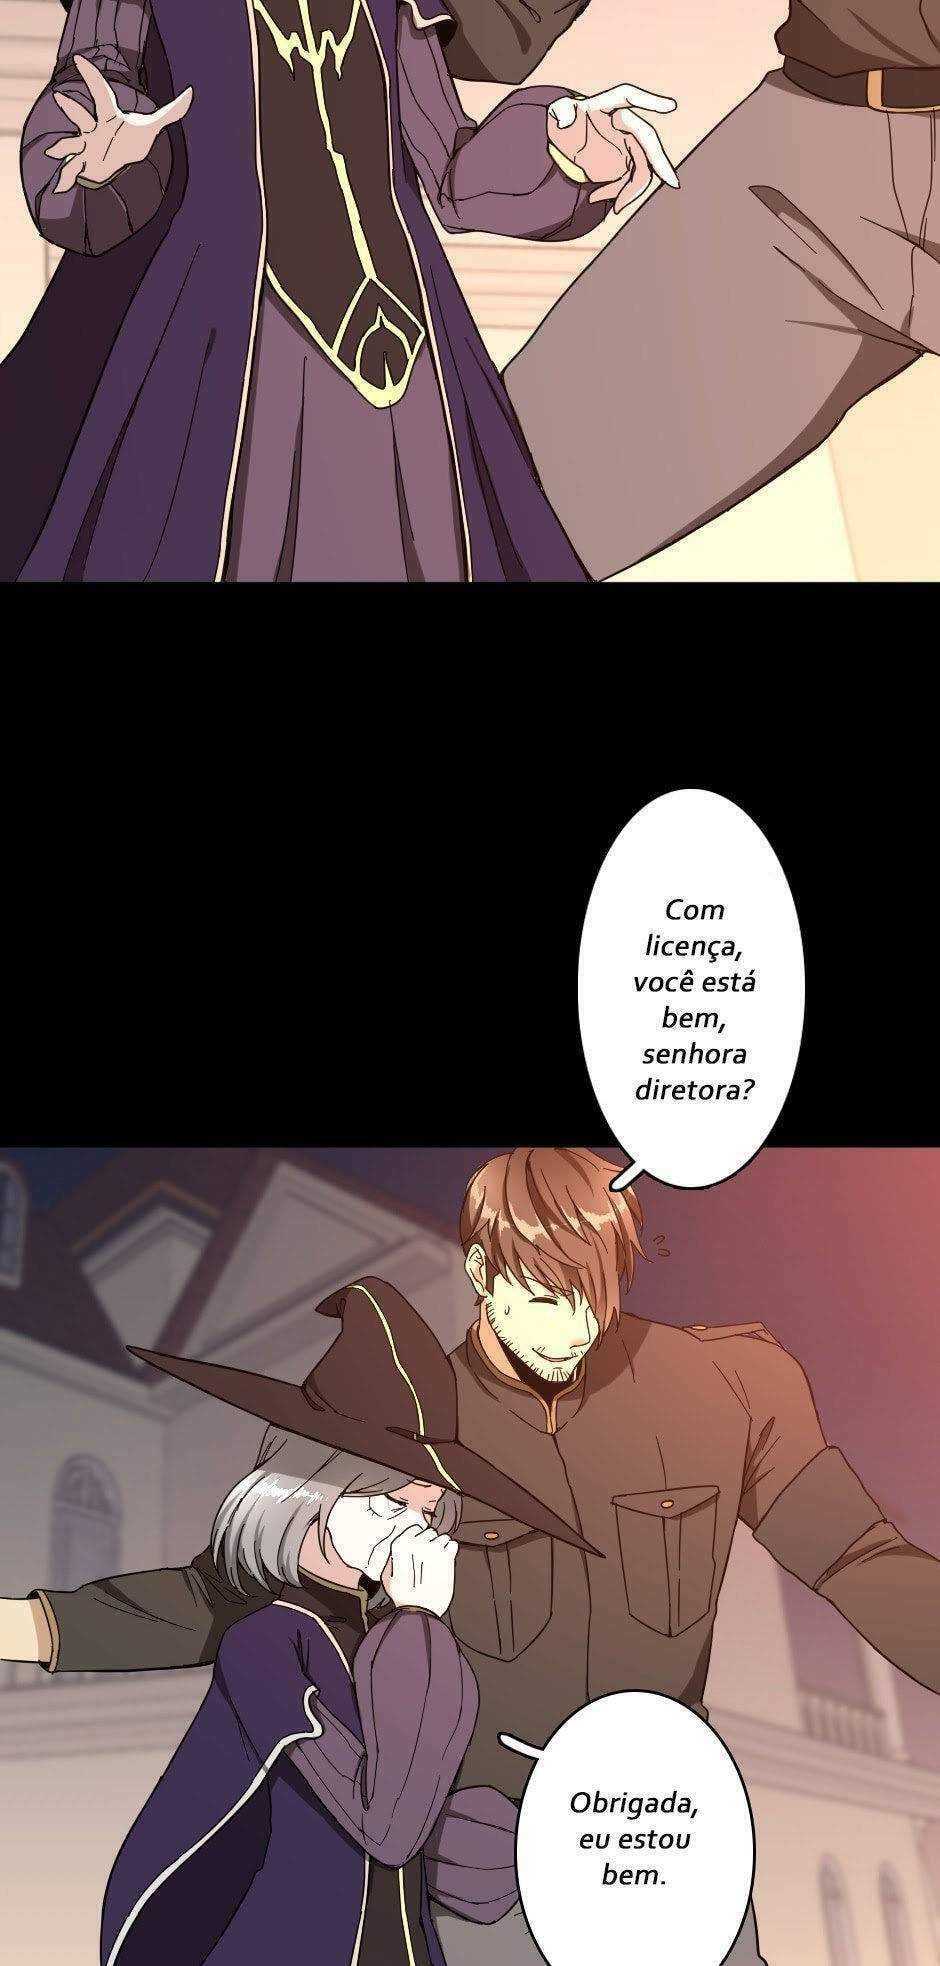 Com
licença,
você está
bem,
senhora
diretora?
Obrigada,
eu estou
bem.